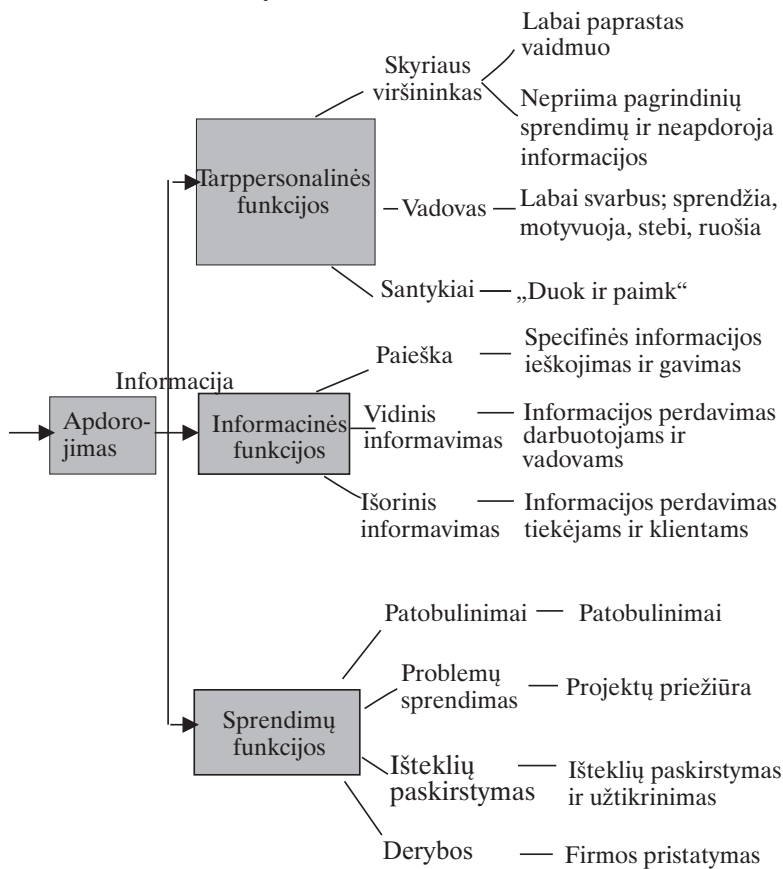 Labai paprastas
vaidmuo
Skyriaus
viršininkas
Nepriima pagrindinių
sprendimų ir neapdoroja
informacijos
Tarppersonalinės
funkcijos
Vadovas
Labai svarbus; sprendžia,
motyvuoja, stebi, ruošia
Santykiai
„Duok ir paimk“
Informacija
Apdoro-
jimas
Informacinės
funkcijos
Paieška
Specifinės informacijos
ieškojimas ir gavimas
Vidinis
informavimas
Informacijos perdavimas
darbuotojams ir
vadovams
Išorinis
informavimas
Informacijos perdavimas
tiekėjams ir klientams
Sprendimų
funkcijos
Patobulinimai
Patobulinimai
Problemų
sprendimas
Projektų priežiūra
Išteklių
paskirstymas
Išteklių paskirstymas
ir užtikrinimas
Derybos
Firmos pristatymas